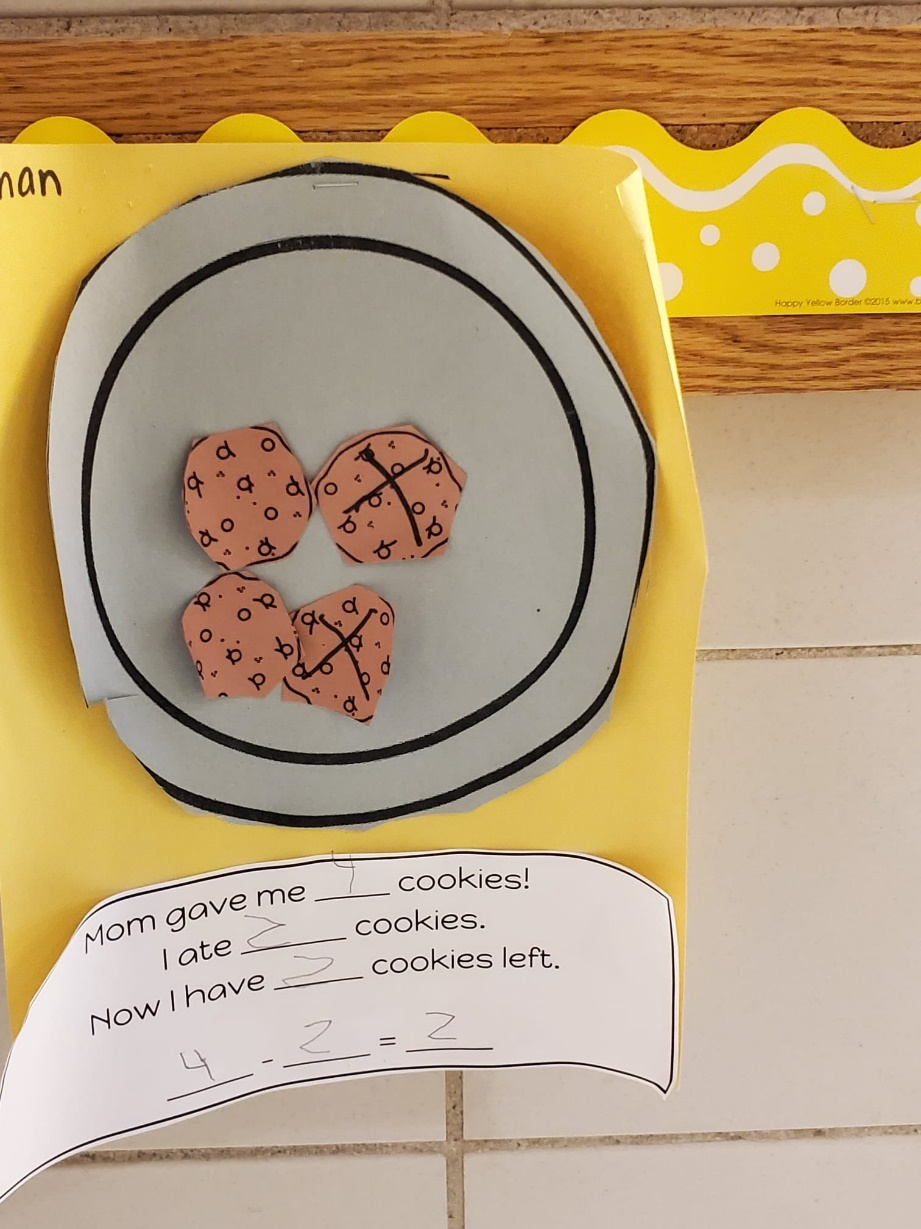 Happy Yellow Border ©2015
Mom gave me 4 cookies!
I ate 2 cookies.
Now I have 2 cookies left.
4 - 2 = 2